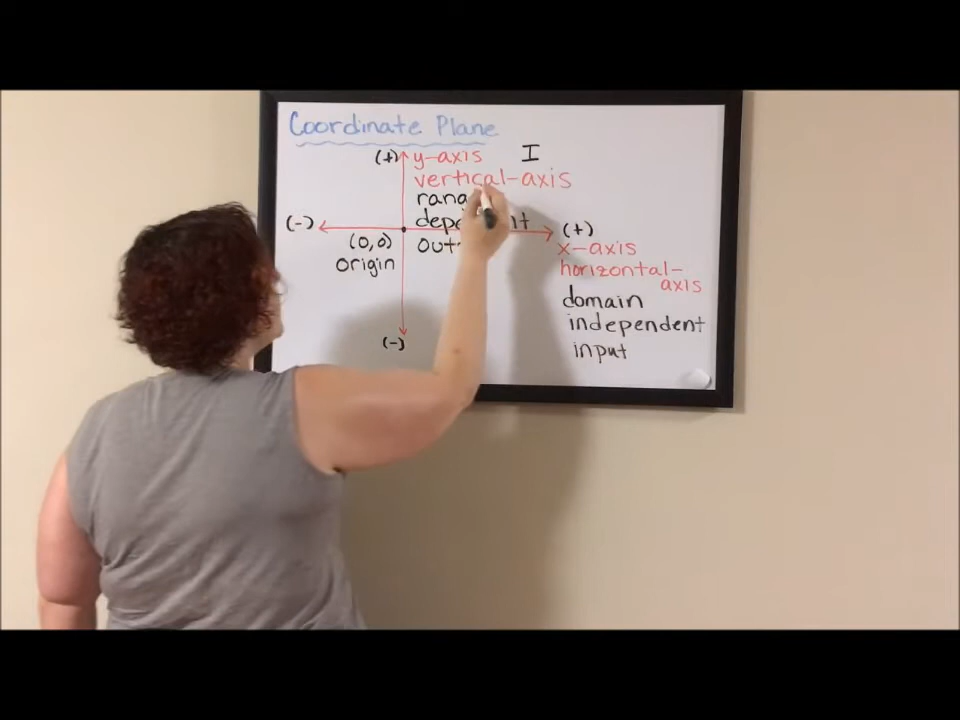 Coordinate Plane
(+) y-axis I
vertical-axis
(-) (+)
(0,0) x-axis
origin horizontal-
axis
domain
independent
(-) input